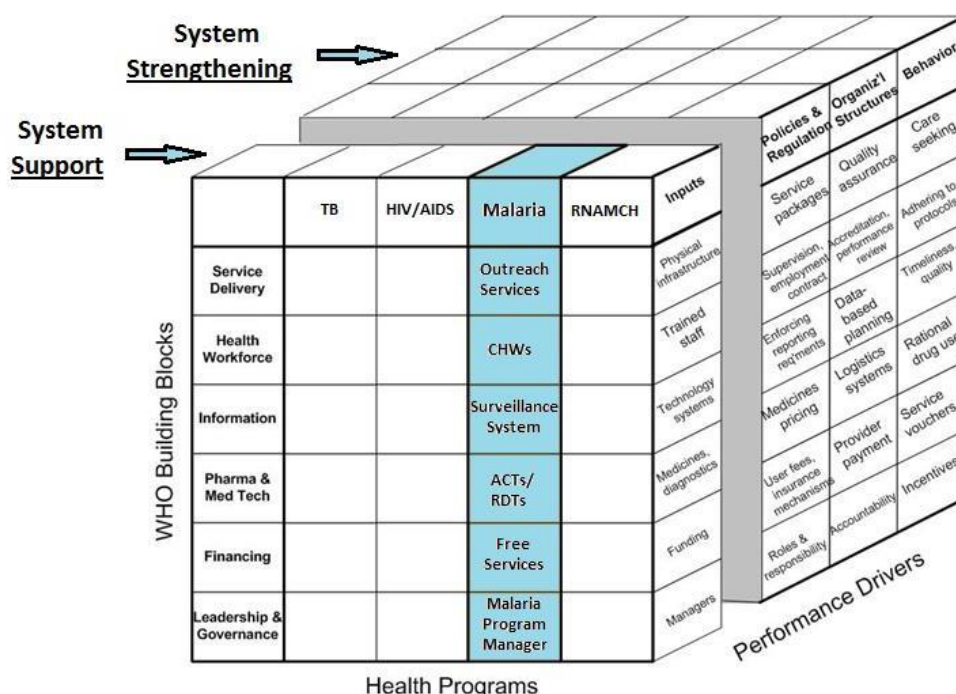 System
Strengthening
System
Support
TB
HIV/AIDS
Malaria
RNAMCH
Inputs
Policies &
Regulation
Organiz'l
Structures
Behavior
Service
Delivery
Outreach
Services
Physical
infrastructure
Service
packages
Quality
assurance
Care
seeking
Health
Workforce
CHWs
Trained
staff
Supervision,
employment
contract
Accreditation,
performance
review
Adhering to
protocols
Information
Surveillance
System
Technology
systems
Enforcing
reporting
req'ments
Data-
based
planning
Timeliness,
quality
Pharma &
Med Tech
ACTs/
RDTs
Medicines,
diagnostics
Medicines
pricing
Logistics
systems
Rational
drug use
Financing
Free
Services
Funding
User fees,
insurance
mechanisms
Provider
payment
Service
vouchers
Leadership &
Governance
Malaria
Program
Manager
Managers
Roles &
responsibility
Accountability
Incentives
WHO Building Blocks
Health Programs
Performance Drivers